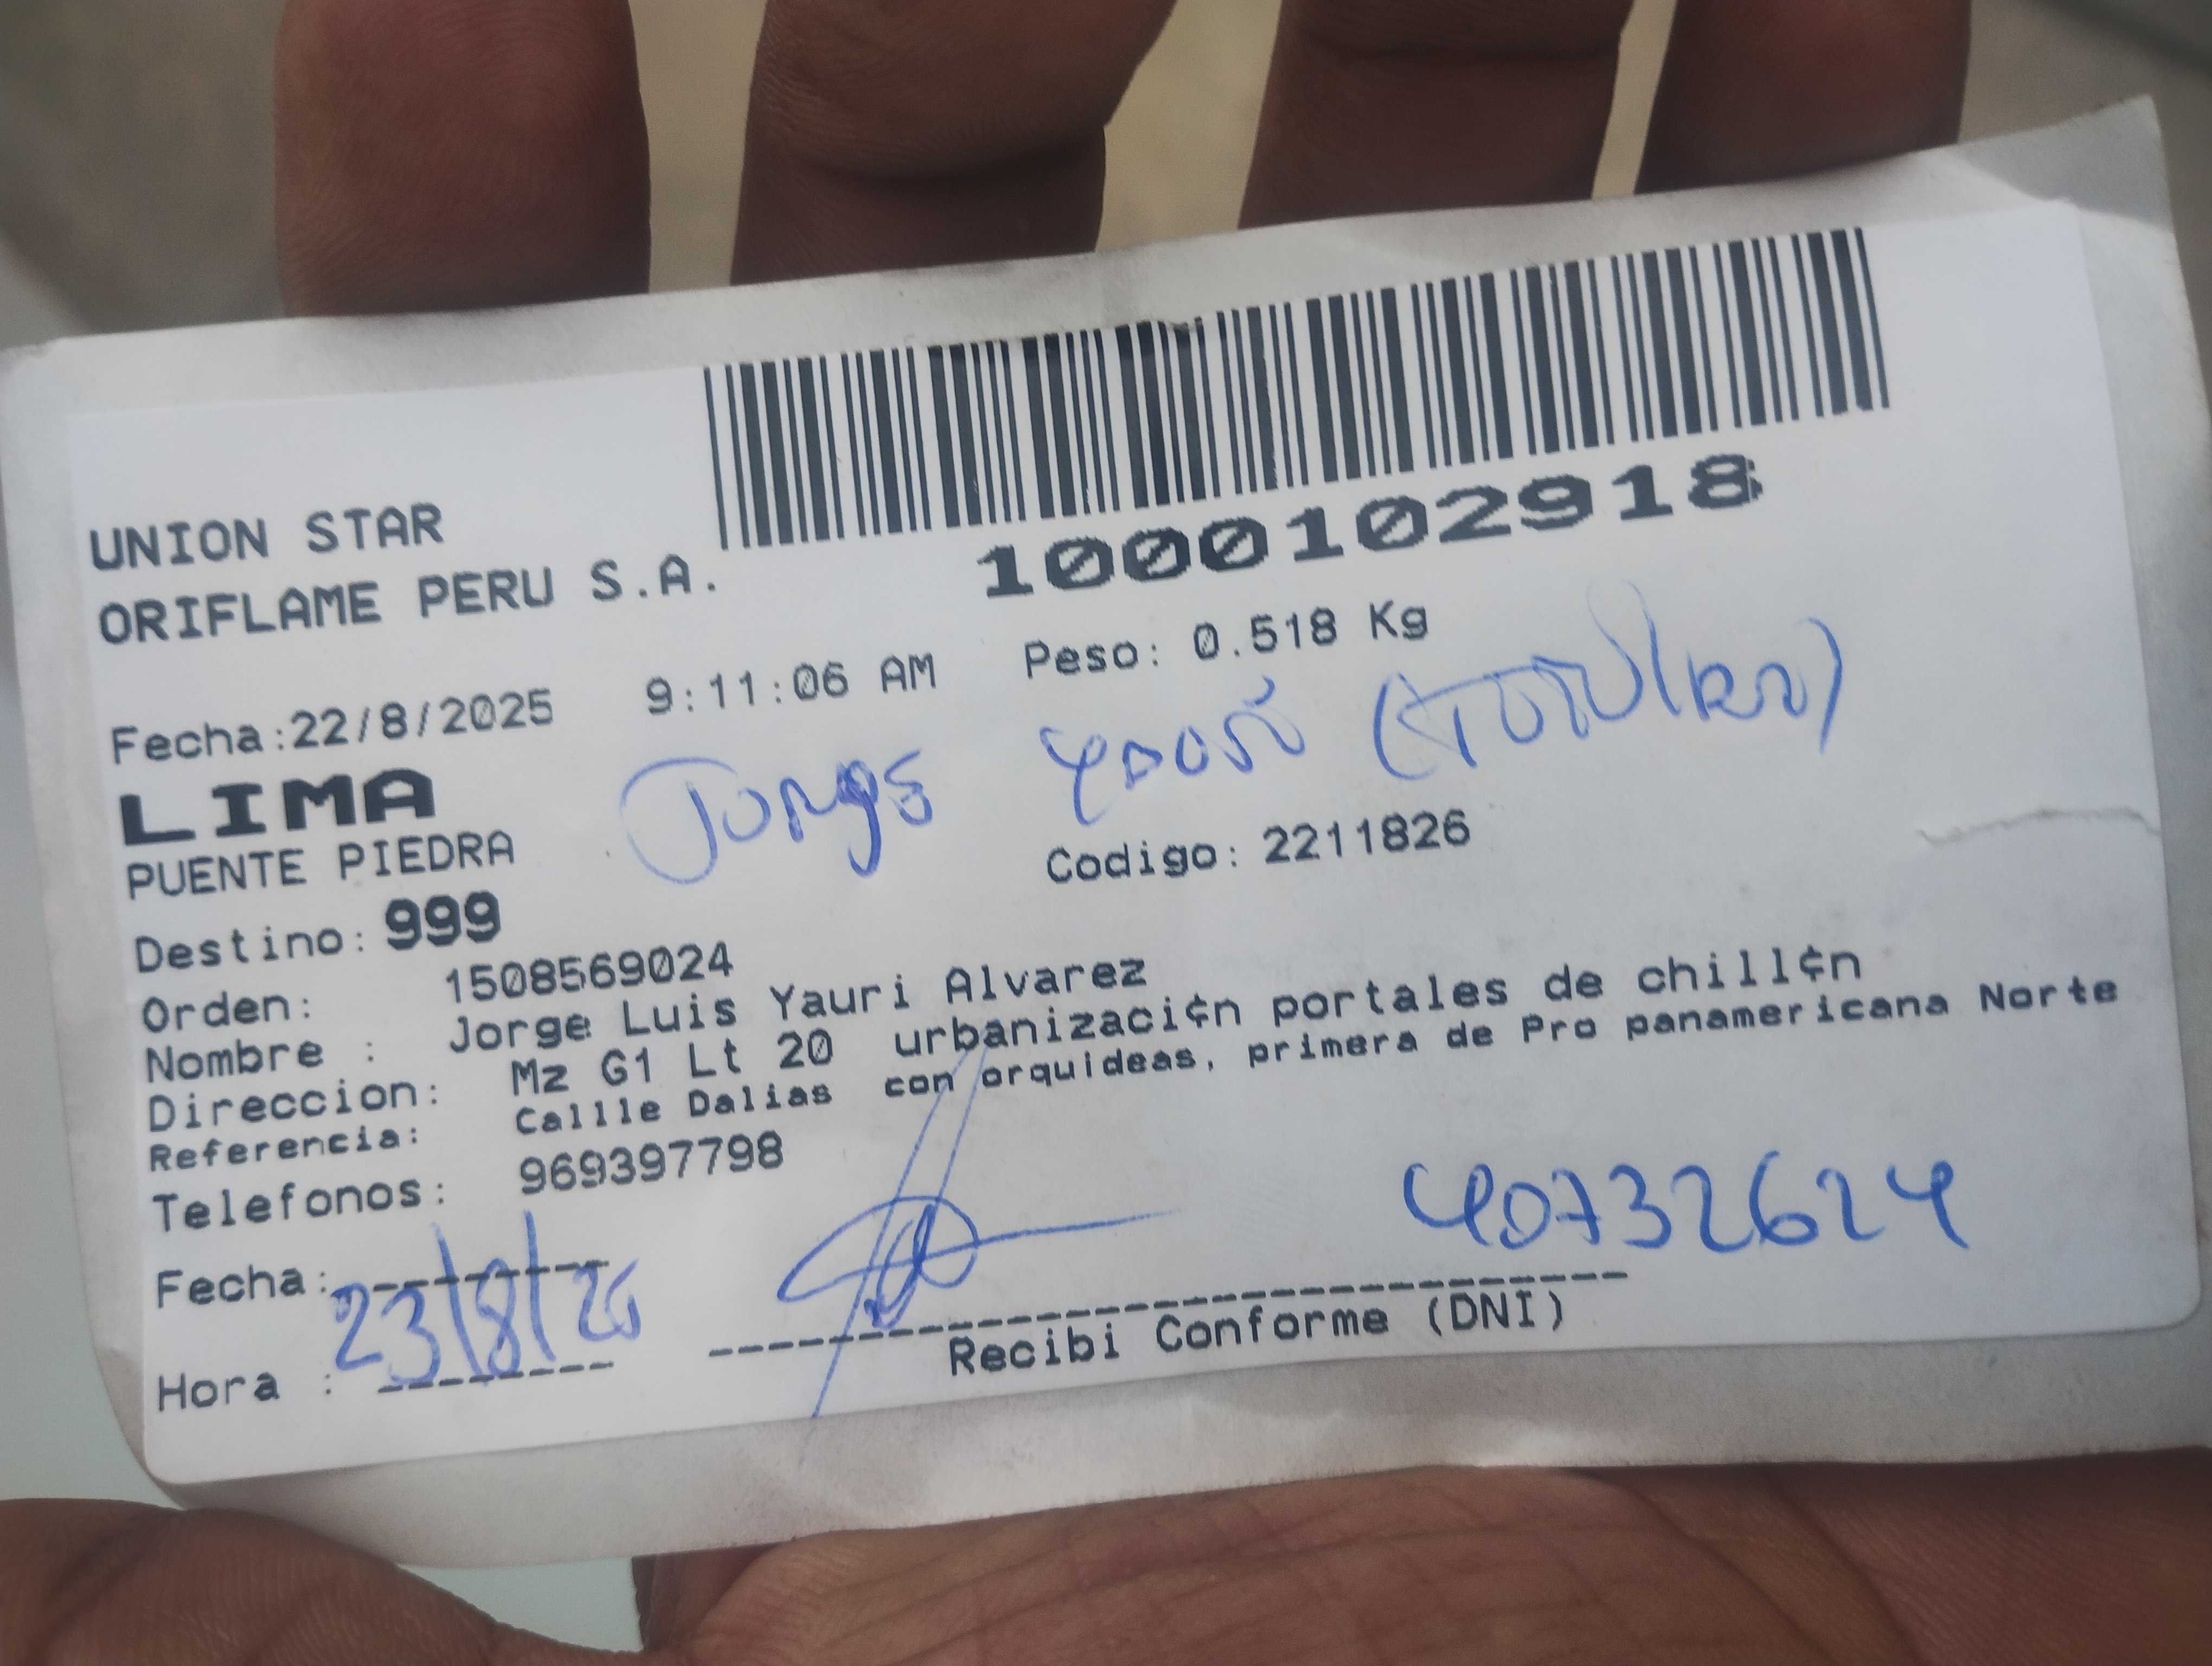 UNION STAR
ORIFLAME PERU S.A.
1000102918
Fecha:22/8/2025 9:11:06 AM Peso: 0.518 Kg
LIMA
Jorge Yauri (Titular)
PUENTE PIEDRA
Codigo: 2211826
Destino: 999
Orden: 1508569024
Nombre : Jorge Luis Yauri Alvarez
Direccion: Mz G1 Lt 20 urbanizaci¢n portales de chill¢n
Referencia: Callle Dalias con orquideas, primera de Pro panamericana Norte
Telefonos: 969397798
40732624
Fecha: 23/8/25
Hora :
Recibi Conforme (DNI)